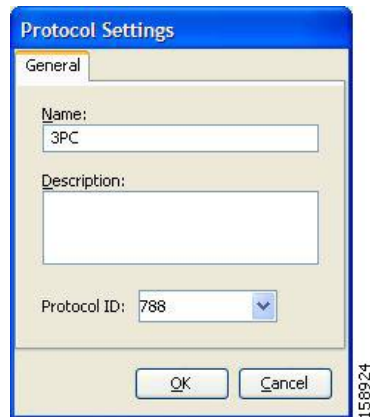 Protocol Settings
General
Name:
3PC
Description:
Protocol ID: 788
OK Cancel
158924